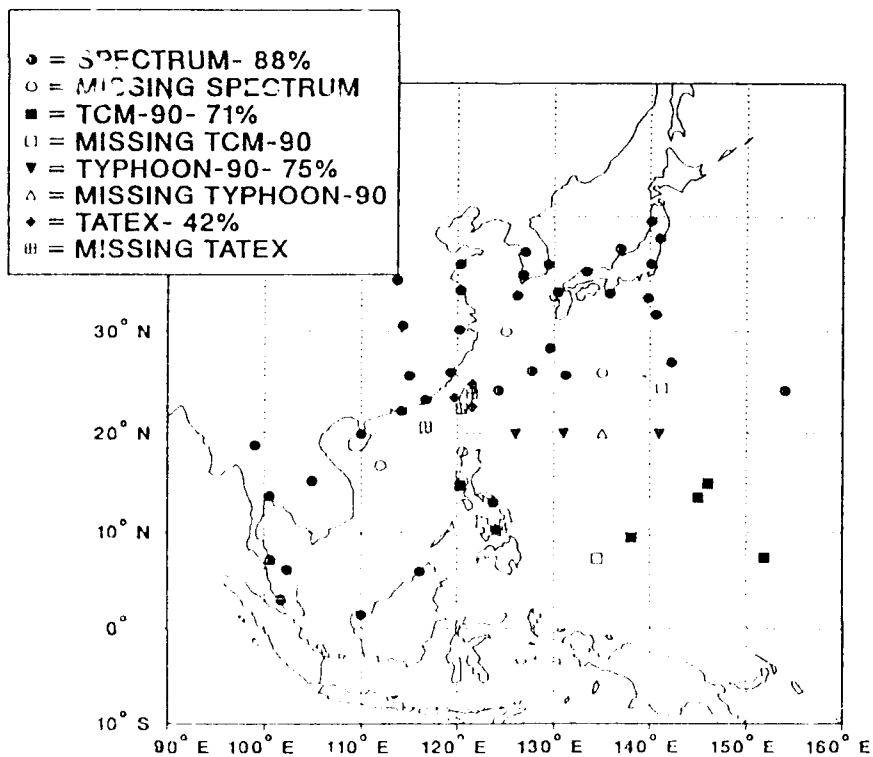 ● = SPECTRUM- 88%
○ = MISSING SPECTRUM
■ = TCM-90- 71%
□ = MISSING TCM-90
▼ = TYPHOON-90- 75%
△ = MISSING TYPHOON-90
◆ = TATEX- 42%
⊞ = MISSING TATEX
30° N
20° N
10° N
0°
10° S
90° E 100° E 110° E 120° E 130° E 140° E 150° E 160° E